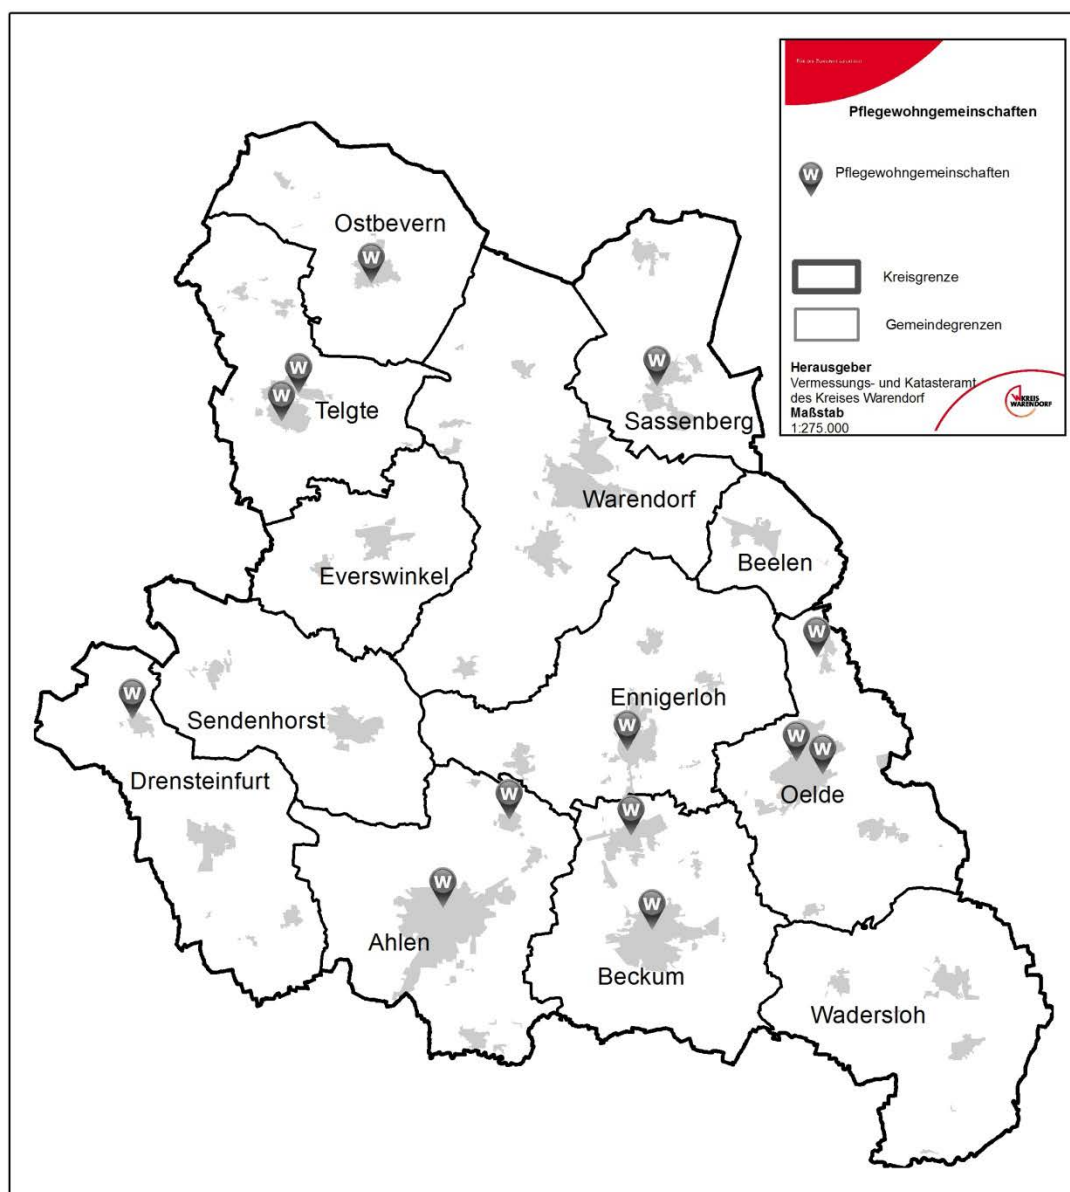 Pflegewohngemeinschaften
W Pflegewohngemeinschaften
Kreisgrenze
Gemeindegrenzen
Herausgeber
Vermessungs- und Katasteramt
des Kreises Warendorf
Maßstab
1:275.000
KREIS
WARENDORF
Ostbevern
W
W
W
W
Telgte
Sassenberg
Warendorf
Beelen
Everswinkel
W
W
Ennigerloh
Sendenhorst
W
W
W
Drensteinfurt
W
Oelde
W
W
Ahlen
W
Beckum
Wadersloh